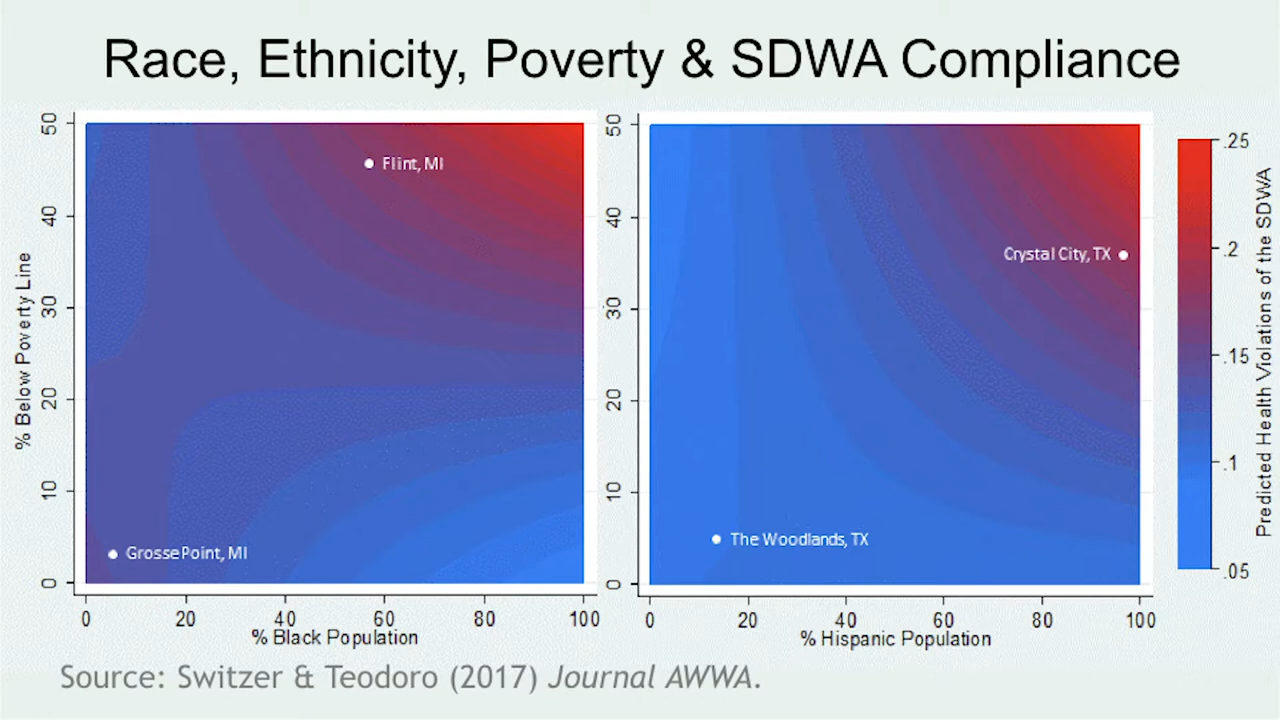 Race, Ethnicity, Poverty & SDWA Compliance
% Below Poverty Line
50
40
30
20
10
0
Flint, MI
Grosse Point, MI
0 20 40 60 80 100
% Black Population
50
40
30
20
10
0
Crystal City, TX
The Woodlands, TX
0 20 40 60 80 100
% Hispanic Population
.25
.2
.15
.1
.05
Predicted Health Violations of the SDWA
Source: Switzer & Teodoro (2017) Journal AWWA.